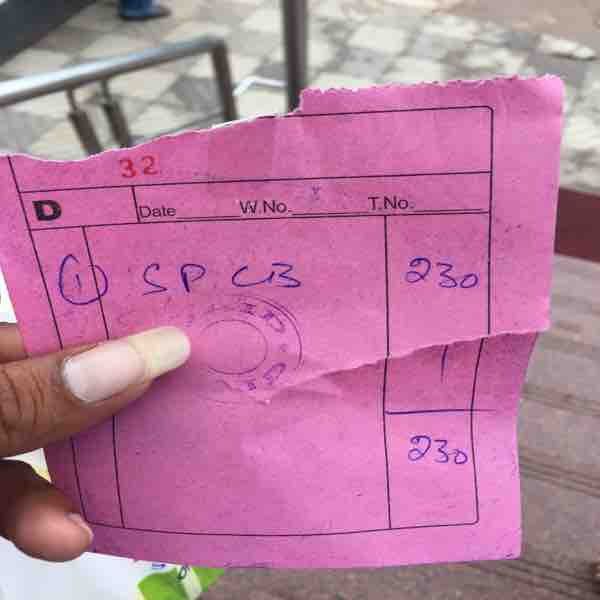 32
D Date W.No. T.No.
① SP CB 230
230